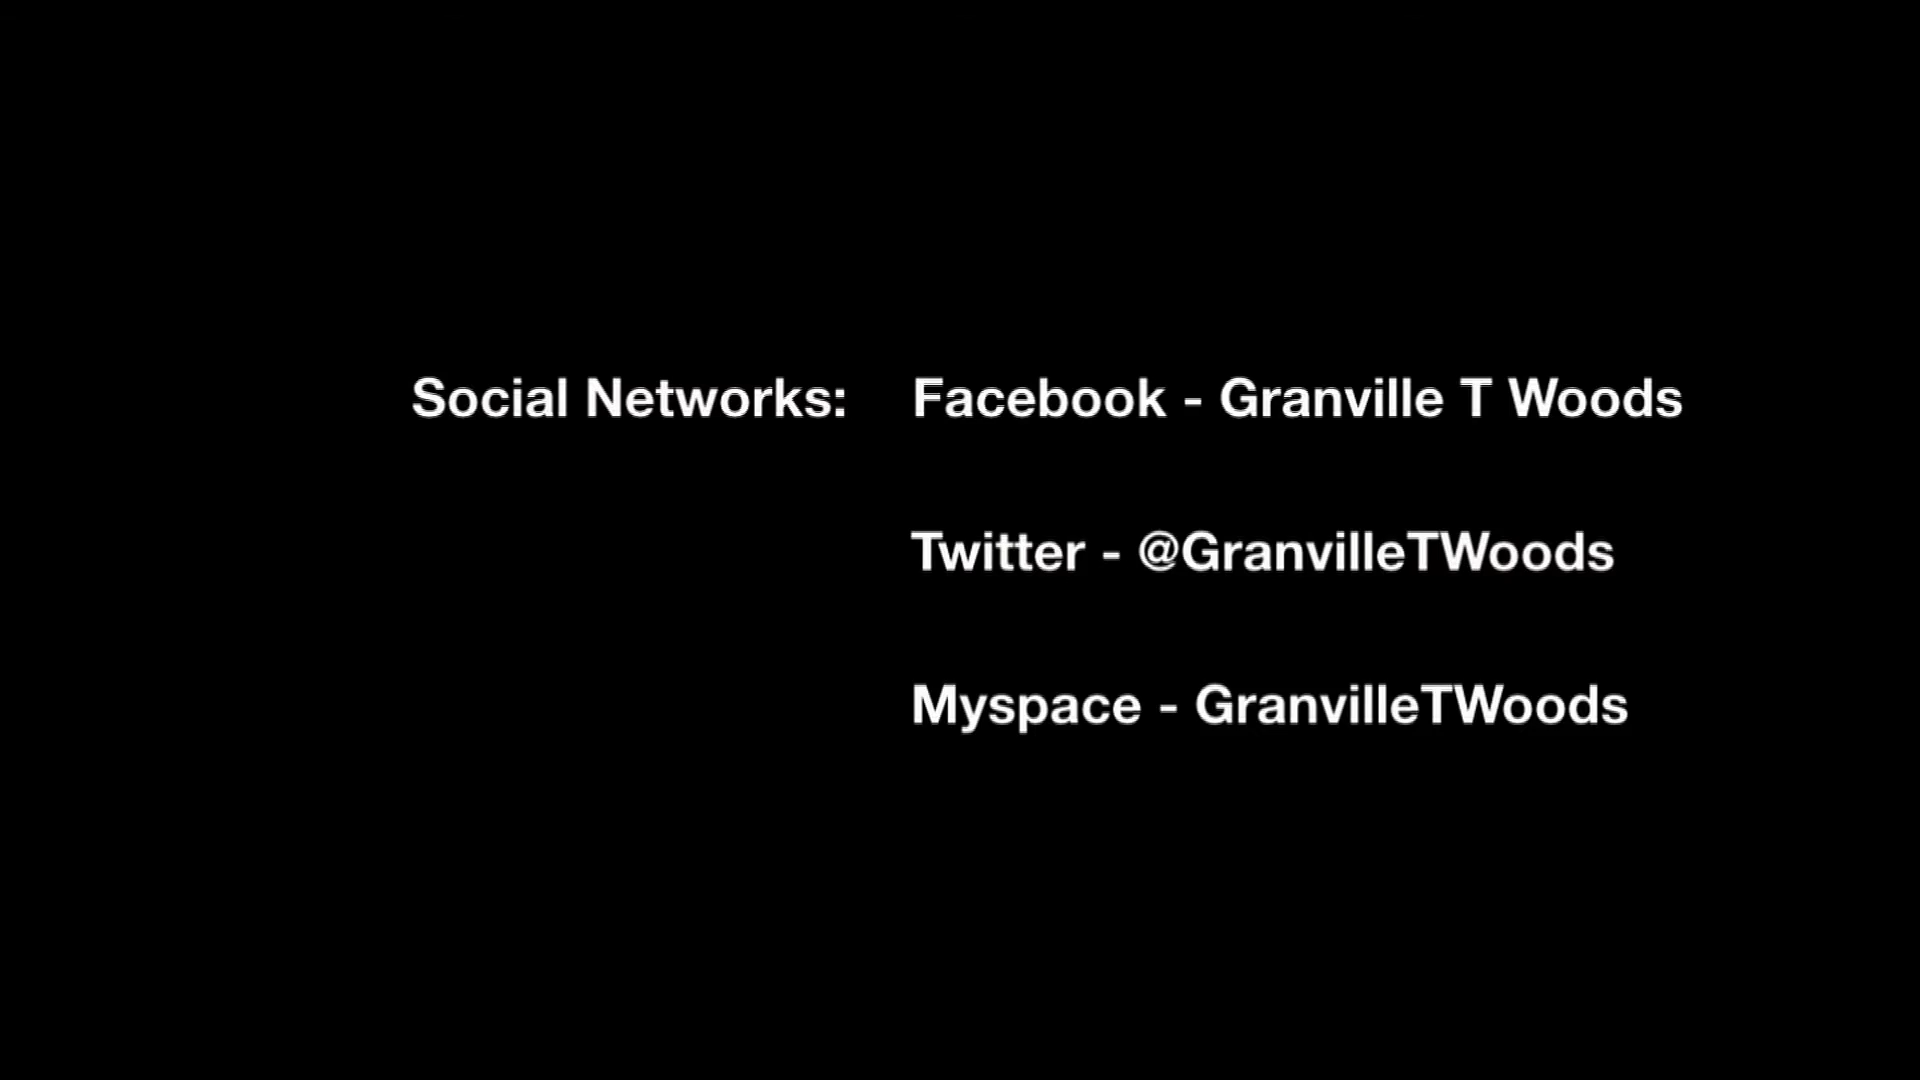 Social Networks: Facebook - Granville T Woods
Twitter - @GranvilleTWoods
Myspace - GranvilleTWoods